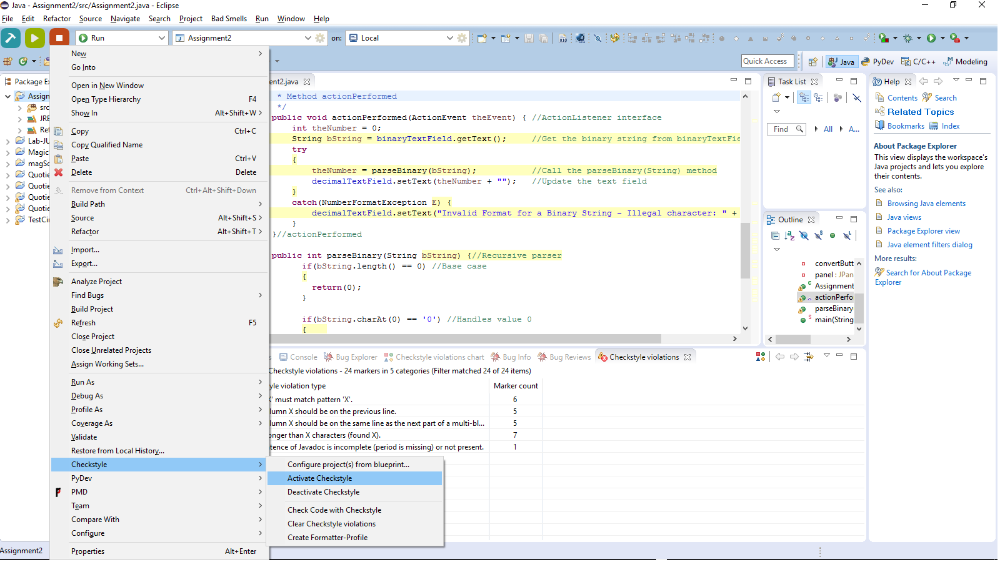 Java - Assignment2/src/Assignment2.java - Eclipse
File Edit Refactor Source Navigate Search Project Bad Smells Run Window Help
Run Assignment2 on: Local
Quick Access Java PyDev C/C++ Modeling
Package Ex
Assign
src
JRE
Ref
Lab-JU
Magic
magSc
Quotie
Quotie
Quotie
Quotie
TestCir
New
Go Into
Open in New Window
Open Type Hierarchy F4
Show In Alt+Shift+W
Copy Ctrl+C
Copy Qualified Name
Paste Ctrl+V
Delete Delete
Remove from Context Ctrl+Alt+Shift+Down
Build Path
Source Alt+Shift+S
Refactor Alt+Shift+T
Import...
Export...
Analyze Project
Find Bugs
Build Project
Refresh F5
Close Project
Close Unrelated Projects
Assign Working Sets...
Run As
Debug As
Profile As
Coverage As
Validate
Restore from Local History...
Checkstyle
PyDev
PMD
Team
Compare With
Configure
Properties Alt+Enter
Configure project(s) from blueprint...
Activate Checkstyle
Deactivate Checkstyle
Check Code with Checkstyle
Clear Checkstyle violations
Create Formatter-Profile
nt2.java
* Method actionPerformed
*/
public void actionPerformed(ActionEvent theEvent) { //ActionListener interface
int theNumber = 0;
String bString = binaryTextField.getText(); //Get the binary string from binaryTextFie
try
{
theNumber = parseBinary(bString); //Call the parseBinary(String) method
decimalTextField.setText(theNumber + ""); //Update the text field
}
catch(NumberFormatException E) {
decimalTextField.setText("Invalid Format for a Binary String - Illegal character: " +
}
}//actionPerformed
public int parseBinary(String bString) {//Recursive parser
if(bString.length() == 0) //Base case
{
return(0);
}
if(bString.charAt(0) == '0') //Handles value 0
{
s Console Bug Explorer Checkstyle violations chart Bug Info Bug Reviews Checkstyle violations
Checkstyle violations - 24 markers in 5 categories (Filter matched 24 of 24 items)
yle violation type Marker count
X' must match pattern 'X'. 6
lumn X should be on the previous line. 5
lumn X should be on the same line as the next part of a multi-bl... 5
onger than X characters (found X). 7
tence of Javadoc is incomplete (period is missing) or not present. 1
Task List
Find All A...
Outline
convertButt
panel : JPan
Assignment
actionPerfo
parseBinary
main(String
Help
Contents Search
Related Topics
Bookmarks Index
About Package Explorer
This view displays the workspace's
Java projects and lets you explore
their contents.
See also:
Browsing Java elements
Java views
Package Explorer view
Java element filters dialog
More results:
Search for About Package
Explorer
Assignment2